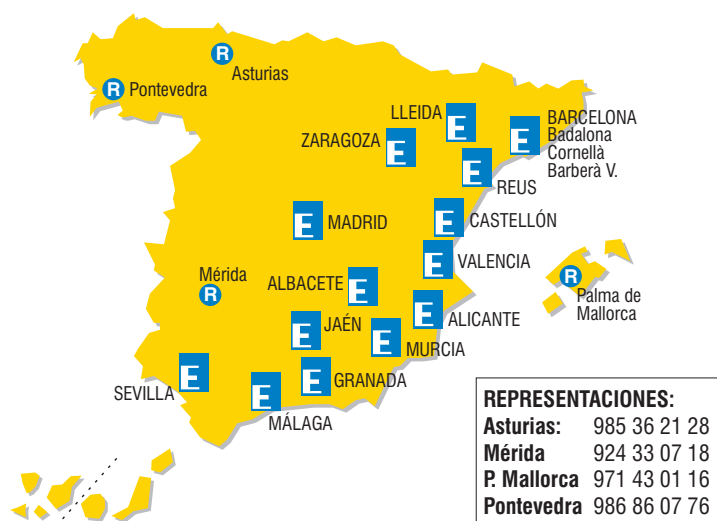 R
Asturias
R Pontevedra
LLEIDA
E
BARCELONA
Badalona
Cornellà
Barberà V.
E
ZARAGOZA
E
E
REUS
E
MADRID
E
CASTELLÓN
E
VALENCIA
Mérida
R
ALBACETE
E
R
Palma de
Mallorca
E
JAÉN
E
ALICANTE
E
MURCIA
SEVILLA
E
E
GRANADA
E
MÁLAGA
REPRESENTACIONES:
Asturias: 985 36 21 28
Mérida 924 33 07 18
P. Mallorca 971 43 01 16
Pontevedra 986 86 07 76